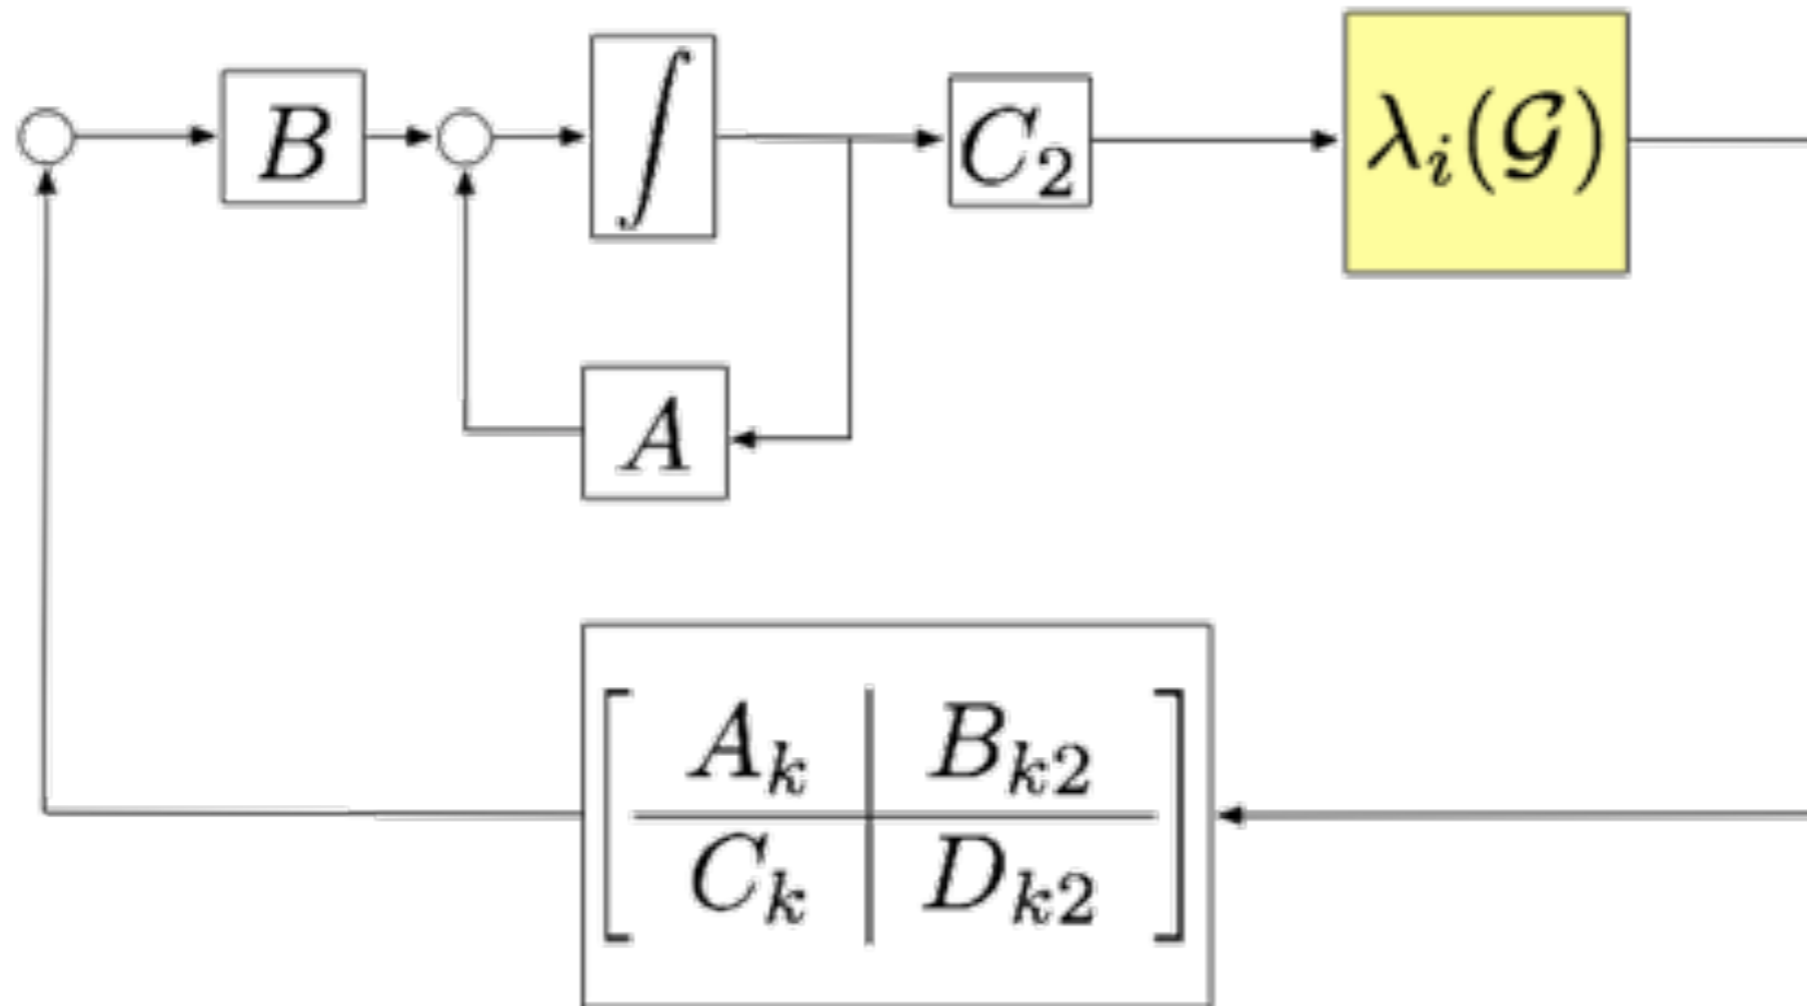 B
∫
C₂
λᵢ(𝒢)
A
Aₖ Bₖ₂
Cₖ Dₖ₂